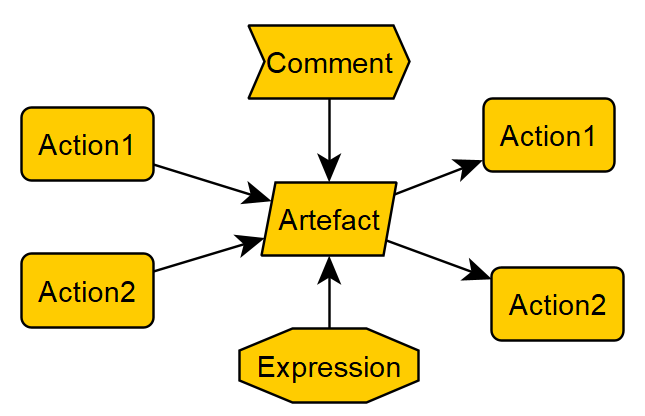 Comment
Action1
Action1
Artefact
Action2
Action2
Expression